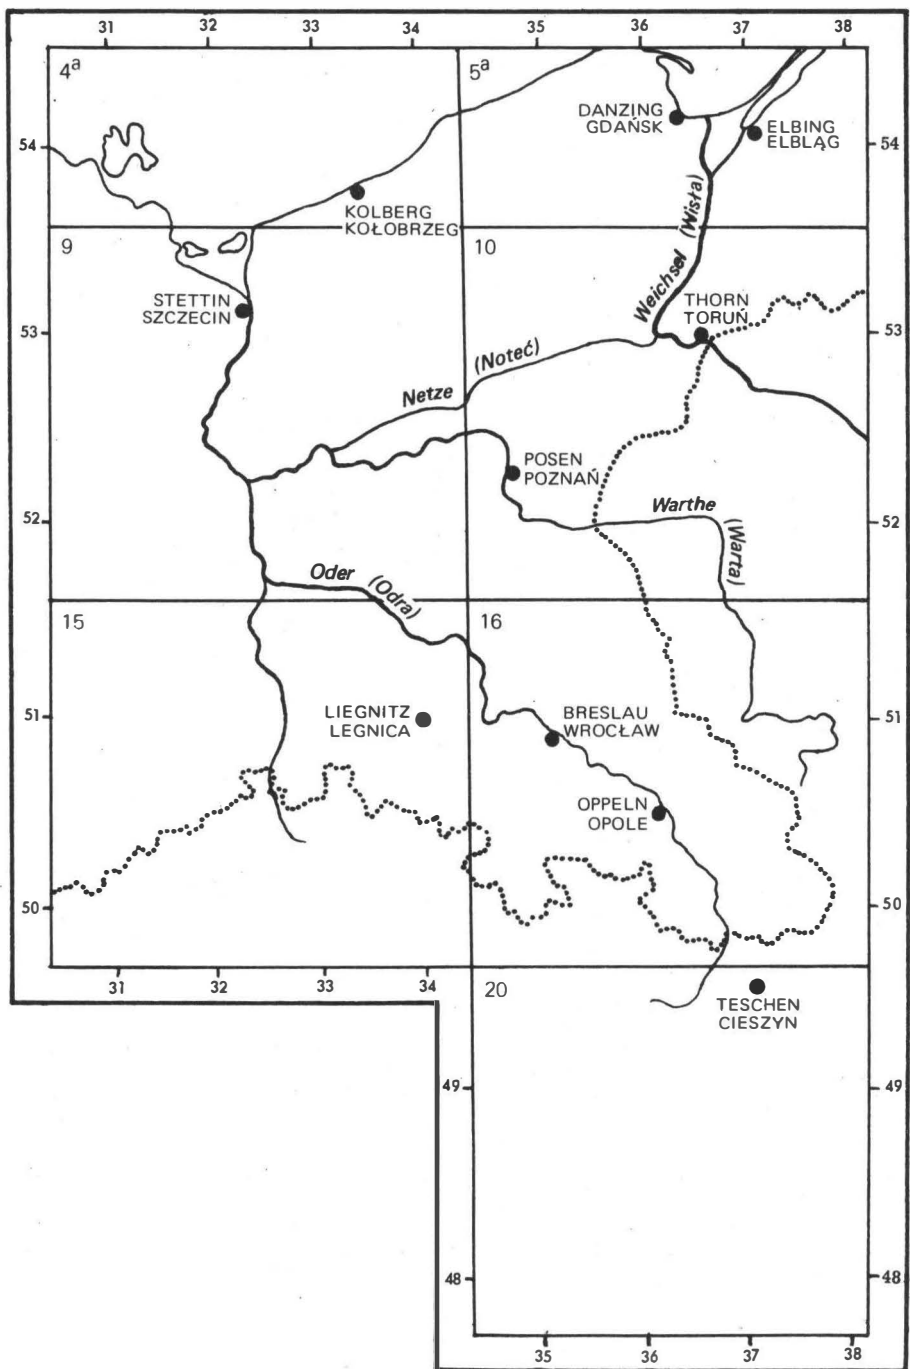 31 32 33 34 35 36 37 38
4a
5a
DANZING
GDAŃSK
ELBING
ELBLĄG
54
54
KOLBERG
KOŁOBRZEG
Weichsel (Wisła)
9
10
STETTIN
SZCZECIN
THORN
TORUŃ
53
53
Netze (Noteć)
POSEN
POZNAŃ
Warthe
(Warta)
52
52
Oder (Odra)
15
16
LIEGNITZ
LEGNICA
BRESLAU
WROCŁAW
51
51
OPPELN
OPOLE
50
50
20
31 32 33 34
TESCHEN
CIESZYN
49
49
48
48
35 36 37 38